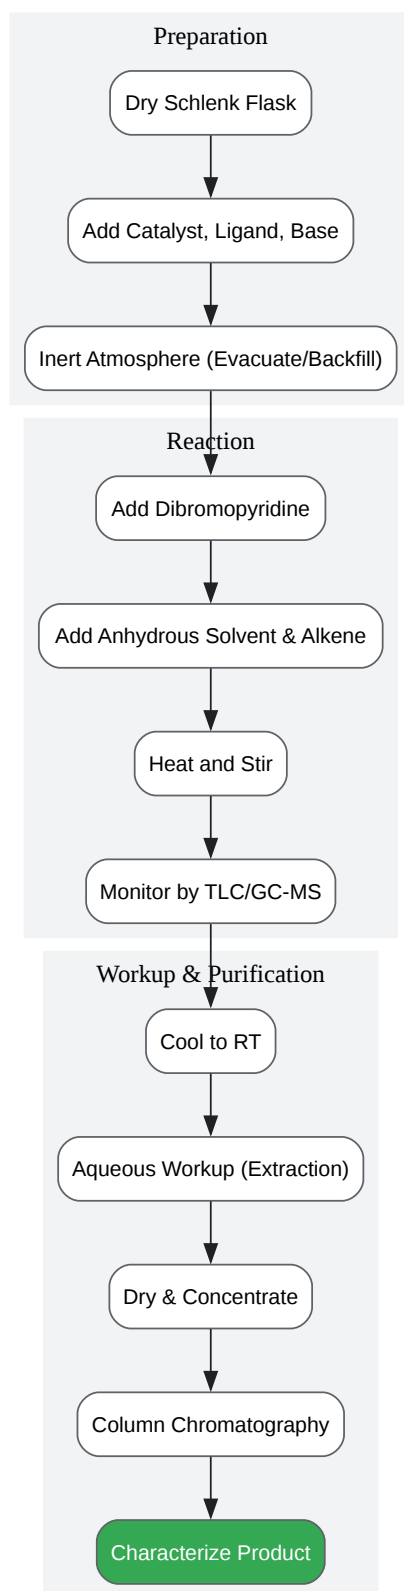 Preparation
Dry Schlenk Flask
Add Catalyst, Ligand, Base
Inert Atmosphere (Evacuate/Backfill)
Reaction
Add Dibromopyridine
Add Anhydrous Solvent & Alkene
Heat and Stir
Monitor by TLC/GC-MS
Workup & Purification
Cool to RT
Aqueous Workup (Extraction)
Dry & Concentrate
Column Chromatography
Characterize Product